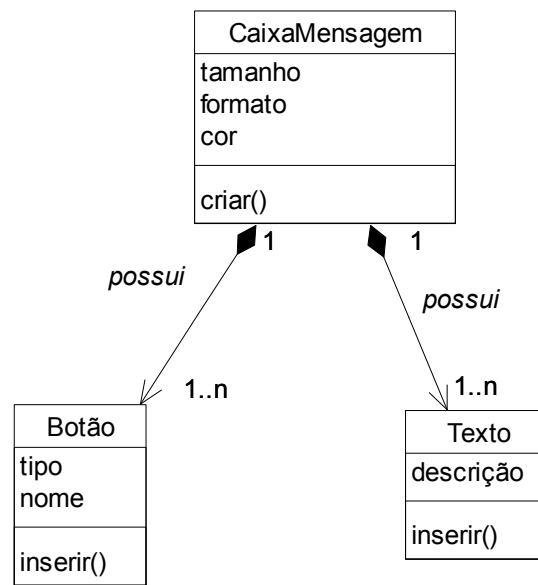 CaixaMensagem
tamanho
formato
cor
criar()
1
1
possui
possui
1..n
1..n
Botão
tipo
nome
inserir()
Texto
descrição
inserir()